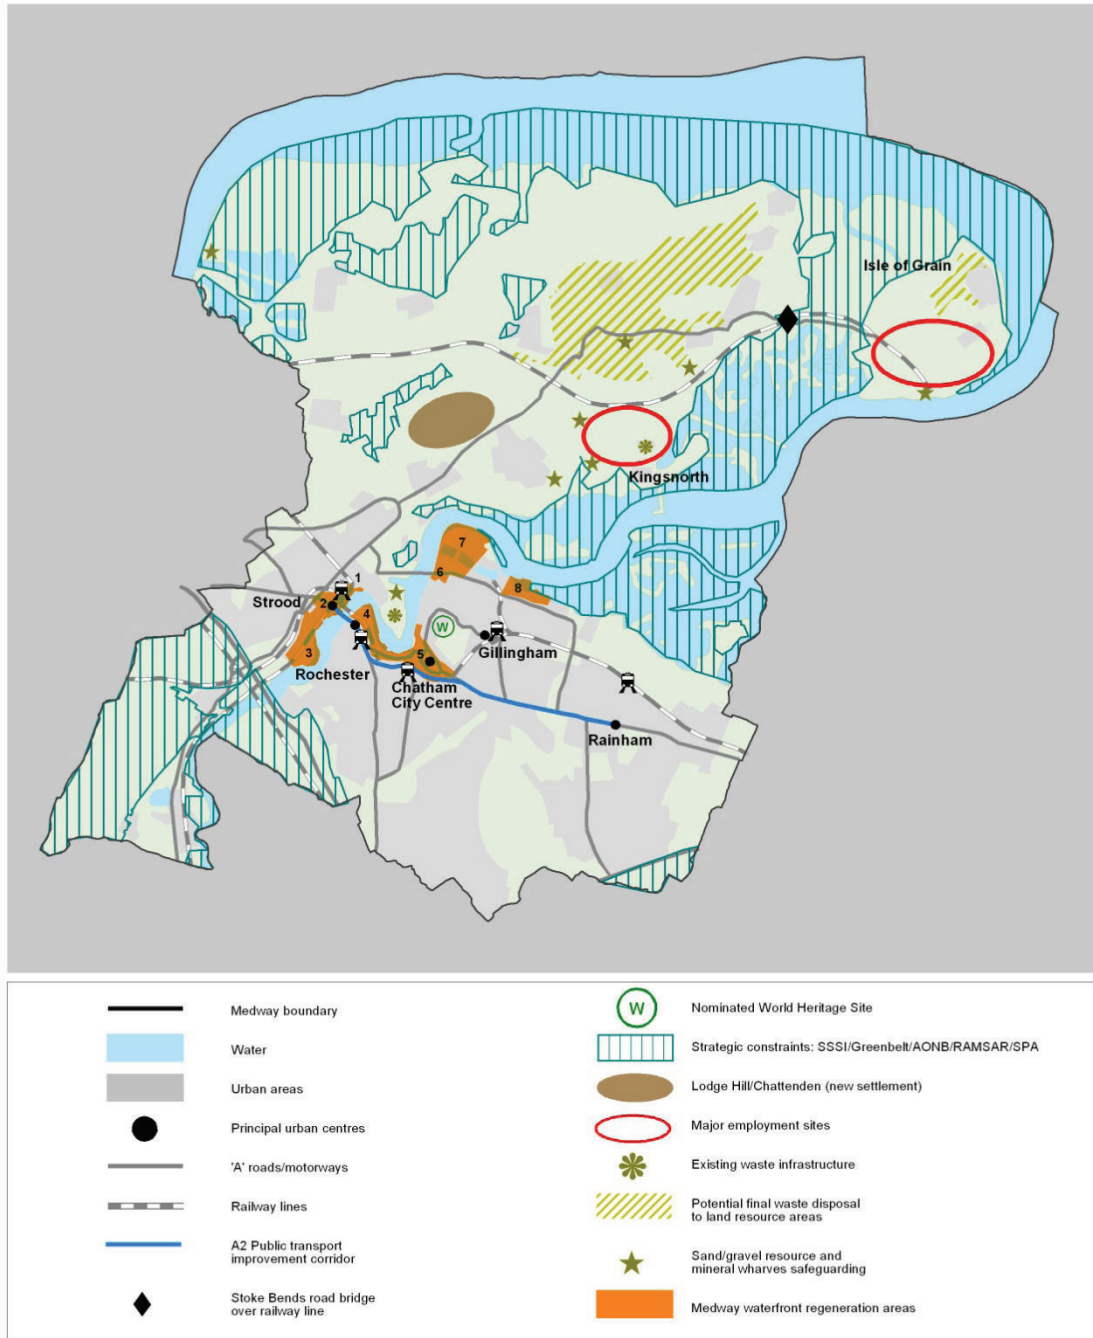 Isle of Grain
Kingsnorth
7
6
8
1
Strood
2
4
W
3
5
Gillingham
Rochester
Chatham
City Centre
Rainham
Medway boundary
Water
Urban areas
Principal urban centres
'A' roads/motorways
Railway lines
A2 Public transport
improvement corridor
Stoke Bends road bridge
over railway line
W
Nominated World Heritage Site
Strategic constraints: SSSI/Greenbelt/AONB/RAMSAR/SPA
Lodge Hill/Chattenden (new settlement)
Major employment sites
Existing waste infrastructure
Potential final waste disposal
to land resource areas
Sand/gravel resource and
mineral wharves safeguarding
Medway waterfront regeneration areas